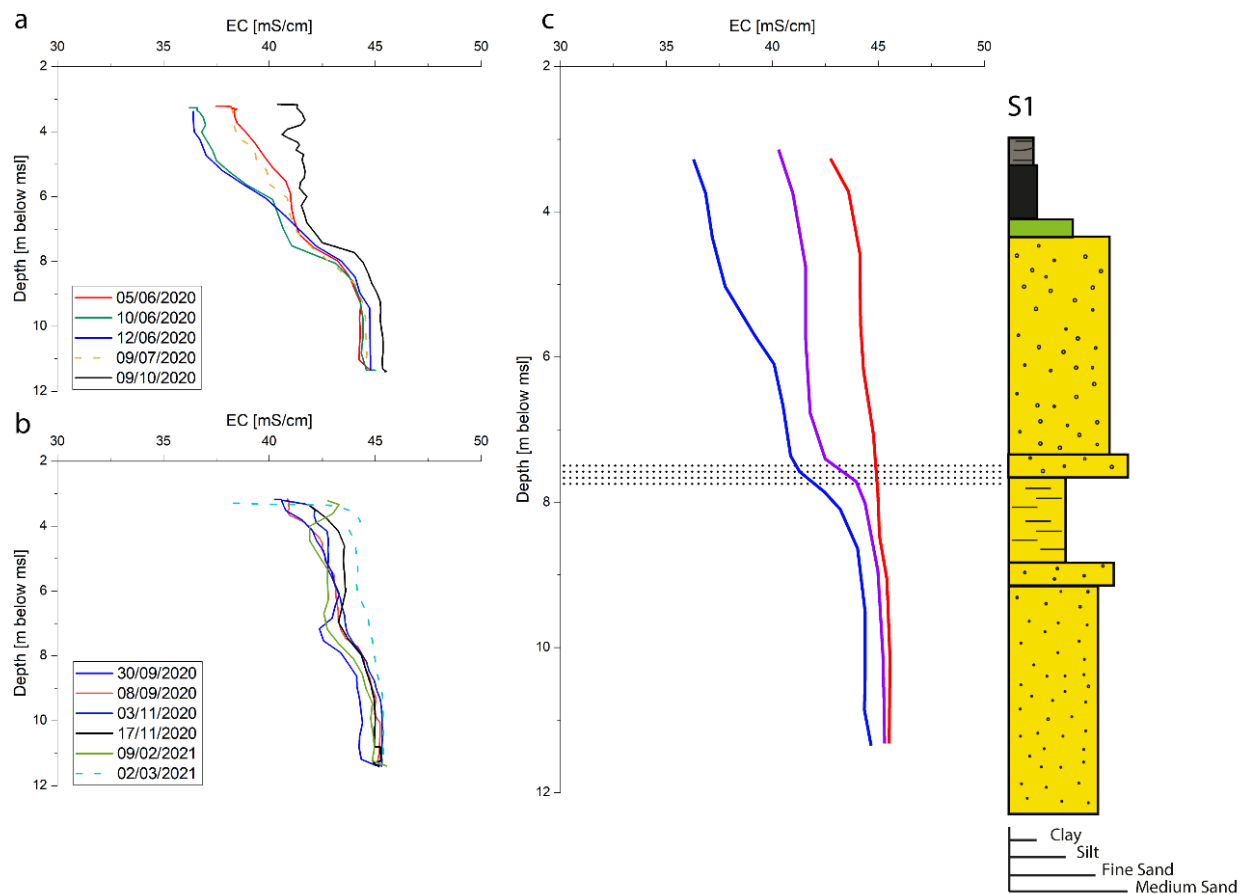 a
EC [mS/cm]
30 35 40 45 50
2
4
6
8
10
12
Depth [m below msl]
05/06/2020
10/06/2020
12/06/2020
09/07/2020
09/10/2020
b
EC [mS/cm]
30 35 40 45 50
2
4
6
8
10
12
Depth [m below msl]
30/09/2020
08/09/2020
03/11/2020
17/11/2020
09/02/2021
02/03/2021
c
EC [mS/cm]
30 35 40 45 50
2
4
6
8
10
12
Depth [m below msl]
S1
Clay
Silt
Fine Sand
Medium Sand